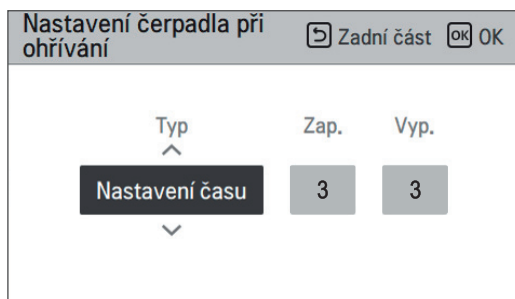 Nastavení čerpadla při
ohřívání
Zadní část OK OK
Typ Zap. Vyp.
Nastavení času 3 3